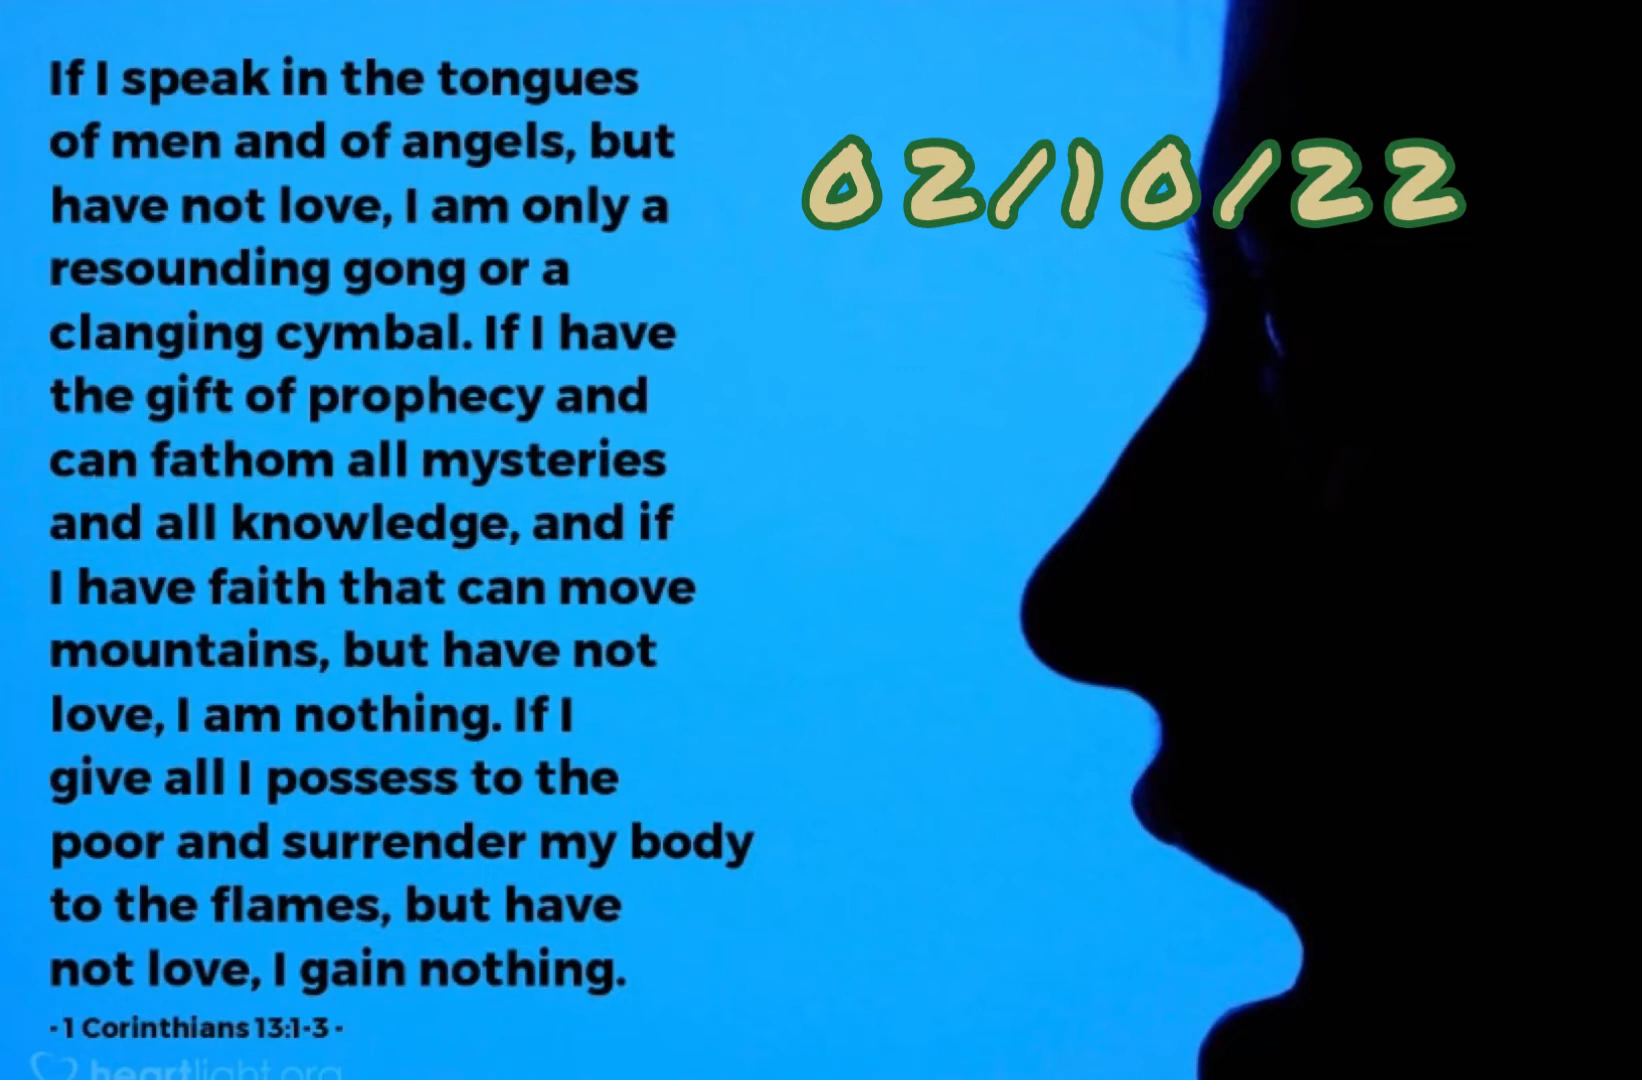 If I speak in the tongues
of men and of angels, but
have not love, I am only a
resounding gong or a
clanging cymbal. If I have
the gift of prophecy and
can fathom all mysteries
and all knowledge, and if
I have faith that can move
mountains, but have not
love, I am nothing. If I
give all I possess to the
poor and surrender my body
to the flames, but have
not love, I gain nothing.
- 1 Corinthians 13:1-3 -
heartlight.org
02/10/22